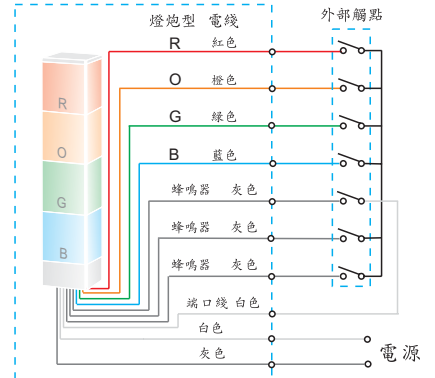 燈炮型 電綫
外部觸點
R 紅色
O 橙色
G 綠色
B 藍色
蜂鳴器 灰色
蜂鳴器 灰色
蜂鳴器 灰色
端口綫 白色
白色
灰色
電源
R
O
G
B